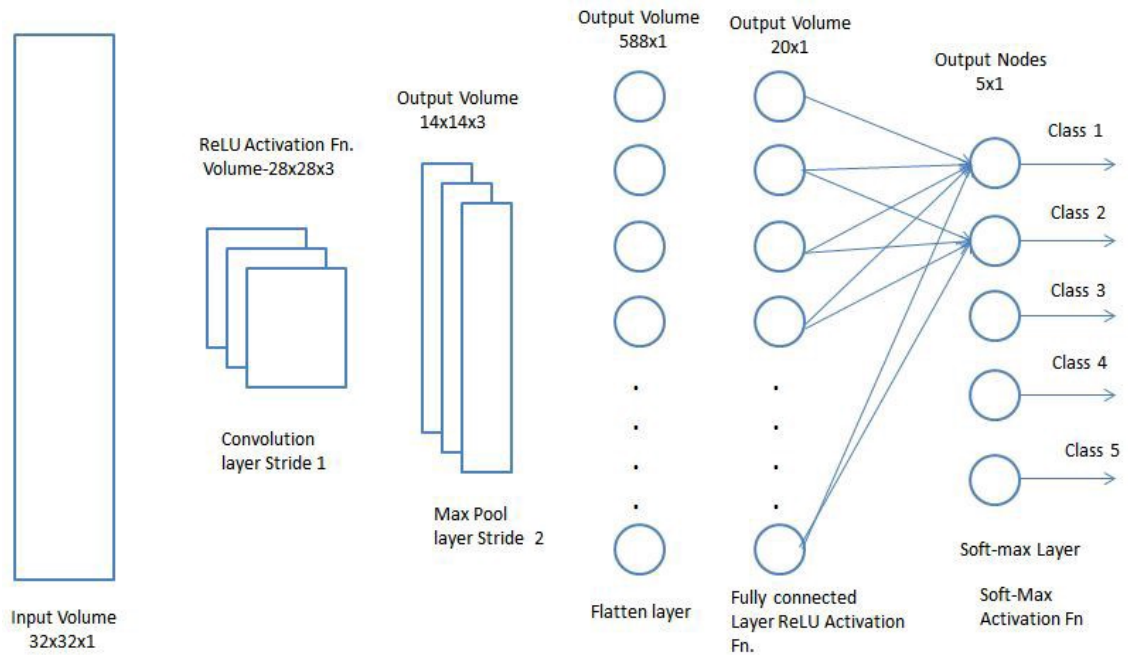 Input Volume
32x32x1
ReLU Activation Fn.
Volume-28x28x3
Convolution
layer Stride 1
Output Volume
14x14x3
Max Pool
layer Stride 2
Output Volume
588x1
Flatten layer
Output Volume
20x1
Fully connected
Layer ReLU Activation
Fn.
Output Nodes
5x1
Class 1
Class 2
Class 3
Class 4
Class 5
Soft-max Layer
Soft-Max
Activation Fn